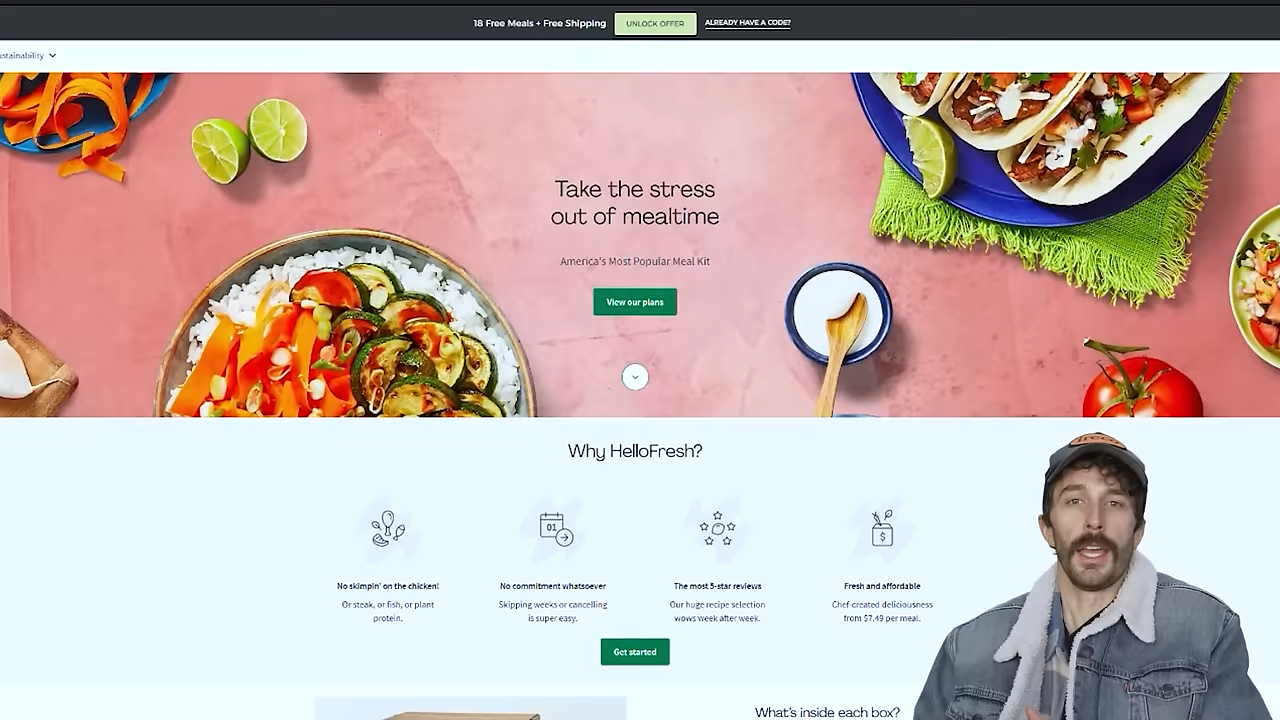 18 Free Meals + Free Shipping
UNLOCK OFFER
ALREADY HAVE A CODE?
ustainability
Take the stress
out of mealtime
America's Most Popular Meal Kit
View our plans
Why HelloFresh?
01
$
No skimpin' on the chicken!
Or steak, or fish, or plant
protein.
No commitment whatsoever
Skipping weeks or cancelling
is super easy.
The most 5-star reviews
Our huge recipe selection
wows week after week.
Fresh and affordable
Chef-created deliciousness
from $7.49 per meal.
Get started
What's inside each box?